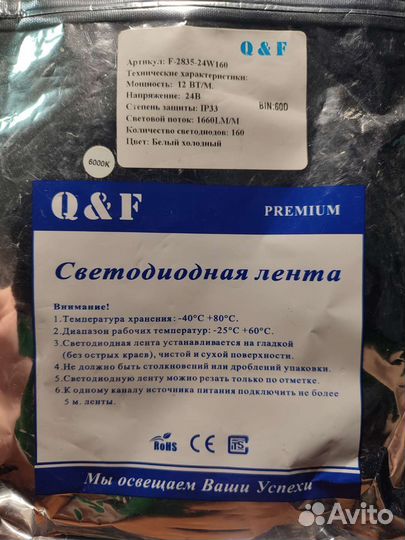 Q & F
Артикул: F-2835-24W160
Технические характеристики:
Мощность: 12 ВТ/М.
Напряжение: 24В
Степень защиты: IP33
BIN:60D
Световой поток: 1660LM/M
Количество светодиодов: 160
Цвет: Белый холодный
6000K
Q & F
PREMIUM
Светодиодная лента
Внимание!
1.Температура хранения: -40°C +80°C.
2.Диапазон рабочих температур: -25°C +60°C.
3.Светодиодная лента устанавливается на гладкой
(без острых краев), чистой и сухой поверхности.
4.Не должно быть столкновений или дроблений упаковки.
5.Светодиодную ленту можно резать только по отметке.
6.К одному каналу источника питания подключить не более
5 м. ленты.
RoHS
CE
Мы освещаем Ваши Успехи
Avito